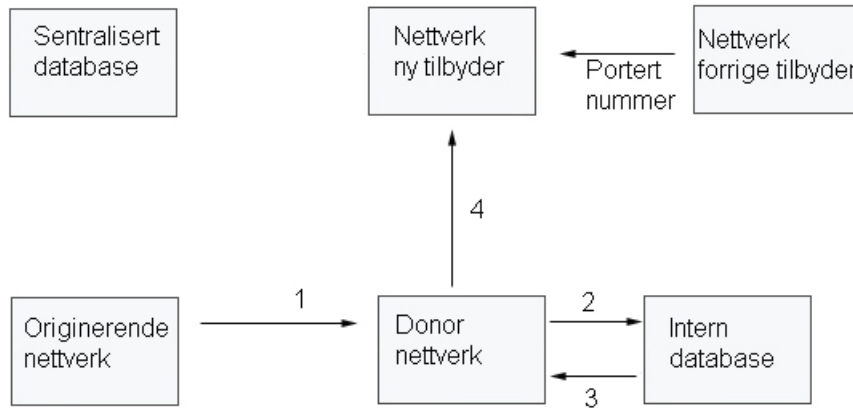 Sentralisert
database
Nettverk
ny tilbyder
Portert
nummer
Nettverk
forrige tilbyder
4
Originerende
nettverk
1
Donor
nettverk
2
3
Intern
database